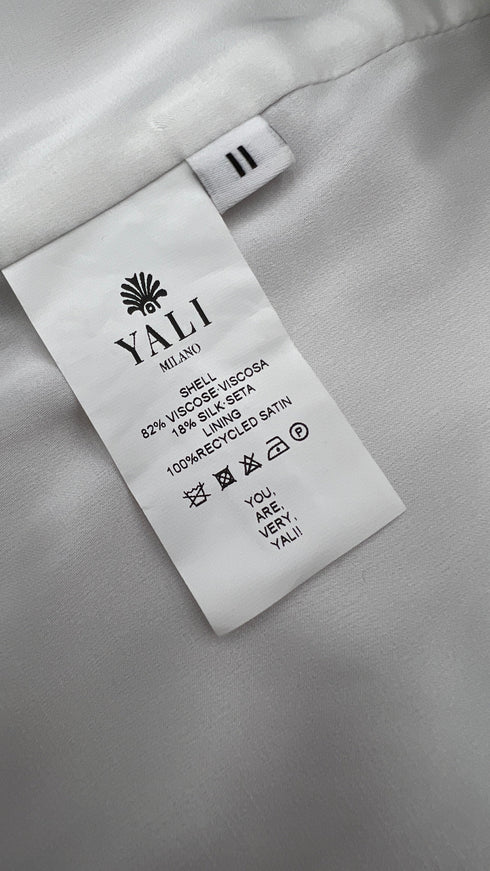 II
YALI
MILANO
SHELL
82% VISCOSE·VISCOSA
18% SILK·SETA
LINING
100%RECYCLED SATIN
P
YOU,
ARE,
VERY,
YALI!